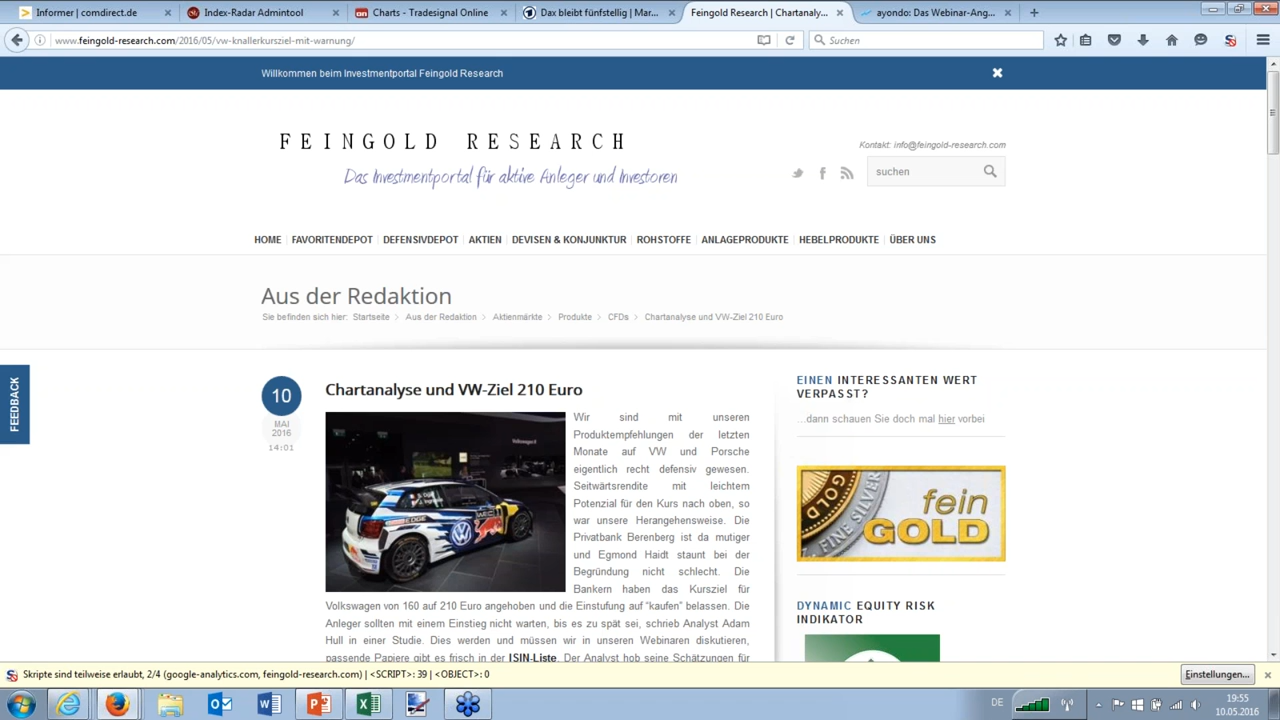 Informer | comdirect.de
Index-Radar Admintool
Charts - Tradesignal Online
Dax bleibt fünfstellig | Mar...
Feingold Research | Chartanaly...
ayondo: Das Webinar-Ang...
www.feingold-research.com/2016/05/vw-knallerkursziel-mit-warnung/
Suchen
Willkommen beim Investmentportal Feingold Research
FEINGOLD RESEARCH
Das Investmentportal für aktive Anleger und Investoren
Kontakt: info@feingold-research.com
suchen
HOME FAVORITENDEPOT DEFENSIVDEPOT AKTIEN DEVISEN & KONJUNKTUR ROHSTOFFE ANLAGEPRODUKTE HEBELPRODUKTE ÜBER UNS
Aus der Redaktion
Sie befinden sich hier: Startseite > Aus der Redaktion > Aktienmärkte > Produkte > CFDs > Chartanalyse und VW-Ziel 210 Euro
FEEDBACK
10
MAI
2016
14:01
Chartanalyse und VW-Ziel 210 Euro
Wir sind mit unseren
Produktempfehlungen der letzten
Monate auf VW und Porsche
eigentlich recht defensiv gewesen.
Seitwärtsrendite mit leichtem
Potenzial für den Kurs nach oben, so
war unsere Herangehensweise. Die
Privatbank Berenberg ist da mutiger
und Egmond Haidt staunt bei der
Begründung nicht schlecht. Die
Bankern haben das Kursziel für
Volkswagen von 160 auf 210 Euro angehoben und die Einstufung auf “kaufen” belassen. Die
Anleger sollten mit einem Einstieg nicht warten, bis es zu spät sei, schrieb Analyst Adam
Hull in einer Studie. Dies werden und müssen wir in unseren Webinaren diskutieren,
passende Papiere gibt es frisch in der ISIN-Liste. Der Analyst hob seine Schätzungen für
EINEN INTERESSANTEN WERT
VERPASST?
...dann schauen Sie doch mal hier vorbei
GOLD
FINE SILVER
fein
GOLD
DYNAMIC EQUITY RISK
INDIKATOR
Skripte sind teilweise erlaubt, 2/4 (google-analytics.com, feingold-research.com) | <SCRIPT>: 39 | <OBJECT>: 0
Einstellungen...
DE
19:55
10.05.2016